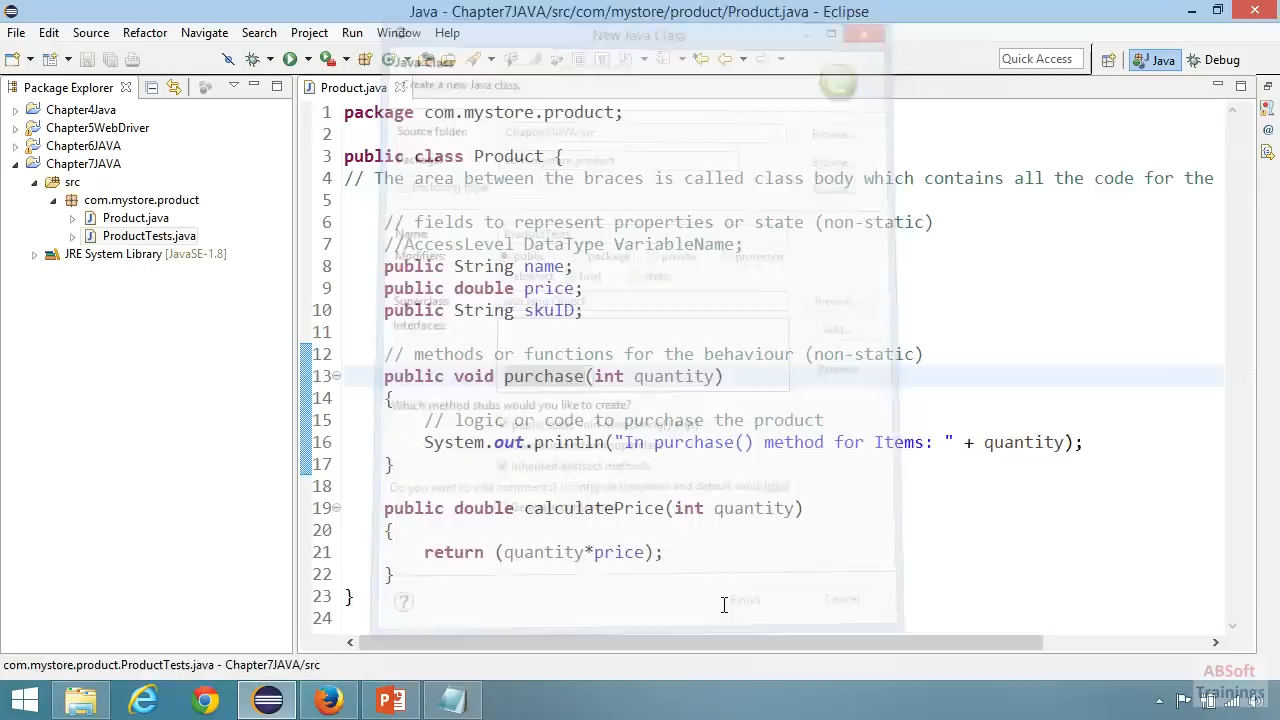 Java - Chapter7JAVA/src/com/mystore/product/Product.java - Eclipse
File Edit Source Refactor Navigate Search Project Run Window Help
New Java Class
Quick Access
Java
Debug
Package Explorer
Product.java
Java Class
Create a new Java class.
Chapter4Java
Chapter5WebDriver
Chapter6JAVA
Chapter7JAVA
src
com.mystore.product
Product.java
ProductTests.java
JRE System Library [JavaSE-1.8]
1 package com.mystore.product;
2
3 public class Product {
4 // The area between the braces is called class body which contains all the code for the
5
6 // fields to represent properties or state (non-static)
7 //AccessLevel DataType VariableName;
8 public String name;
9 public double price;
10 public String skuID;
11
12 // methods or functions for the behaviour (non-static)
13 public void purchase(int quantity)
14 {
15 // logic or code to purchase the product
16 System.out.println("In purchase() method for Items: " + quantity);
17 }
18
19 public double calculatePrice(int quantity)
20 {
21 return (quantity*price);
22 }
23 }
24
Source folder:
Browse...
Browse...
Name:
Modifiers: public package private protected
Superclass:
Browse...
Interfaces:
Add...
Remove
Which method stubs would you like to create?
Inherited abstract methods
? Finish Cancel
com.mystore.product.ProductTests.java - Chapter7JAVA/src
ABSoft
Trainings